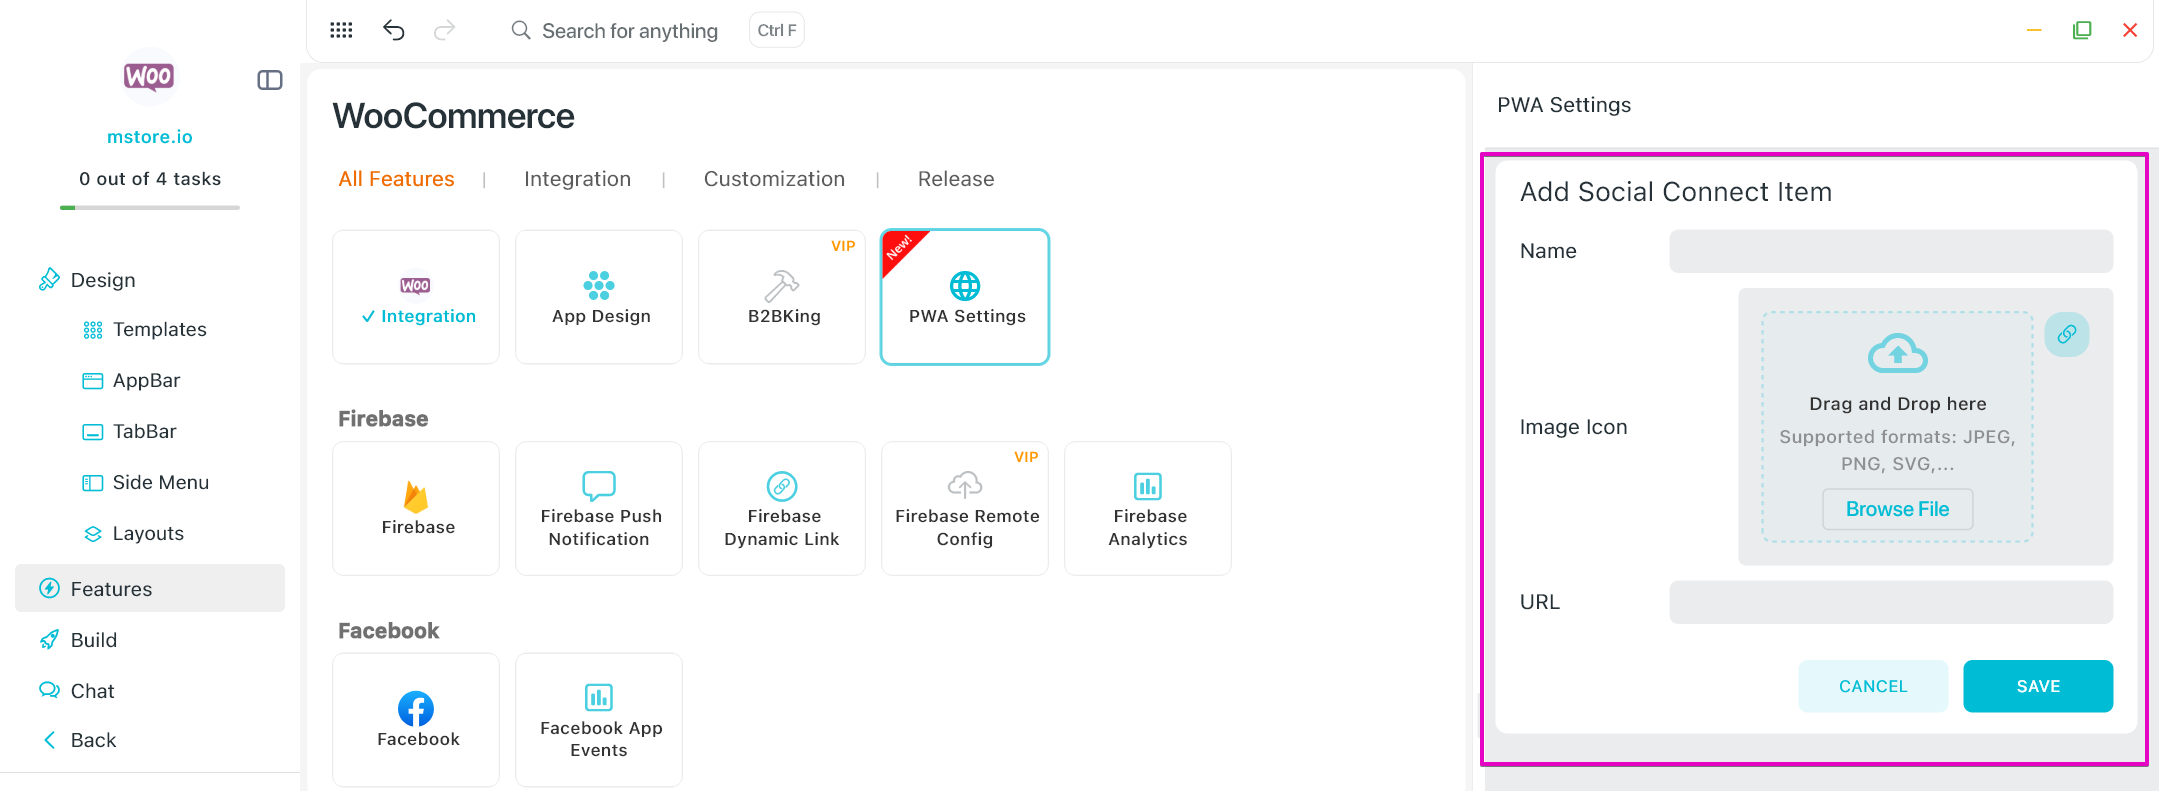 Search for anything
Ctrl F
WOO
mstore.io
0 out of 4 tasks
Design
Templates
AppBar
TabBar
Side Menu
Layouts
Features
Build
Chat
Back
WooCommerce
All Features | Integration | Customization | Release
WOO
Integration
App Design
VIP
B2BKing
New!
PWA Settings
Firebase
Firebase
Firebase Push
Notification
Firebase
Dynamic Link
VIP
Firebase Remote
Config
Firebase
Analytics
Facebook
Facebook
Facebook App
Events
PWA Settings
Add Social Connect Item
Name
Image Icon
Drag and Drop here
Supported formats: JPEG,
PNG, SVG,...
Browse File
URL
CANCEL
SAVE